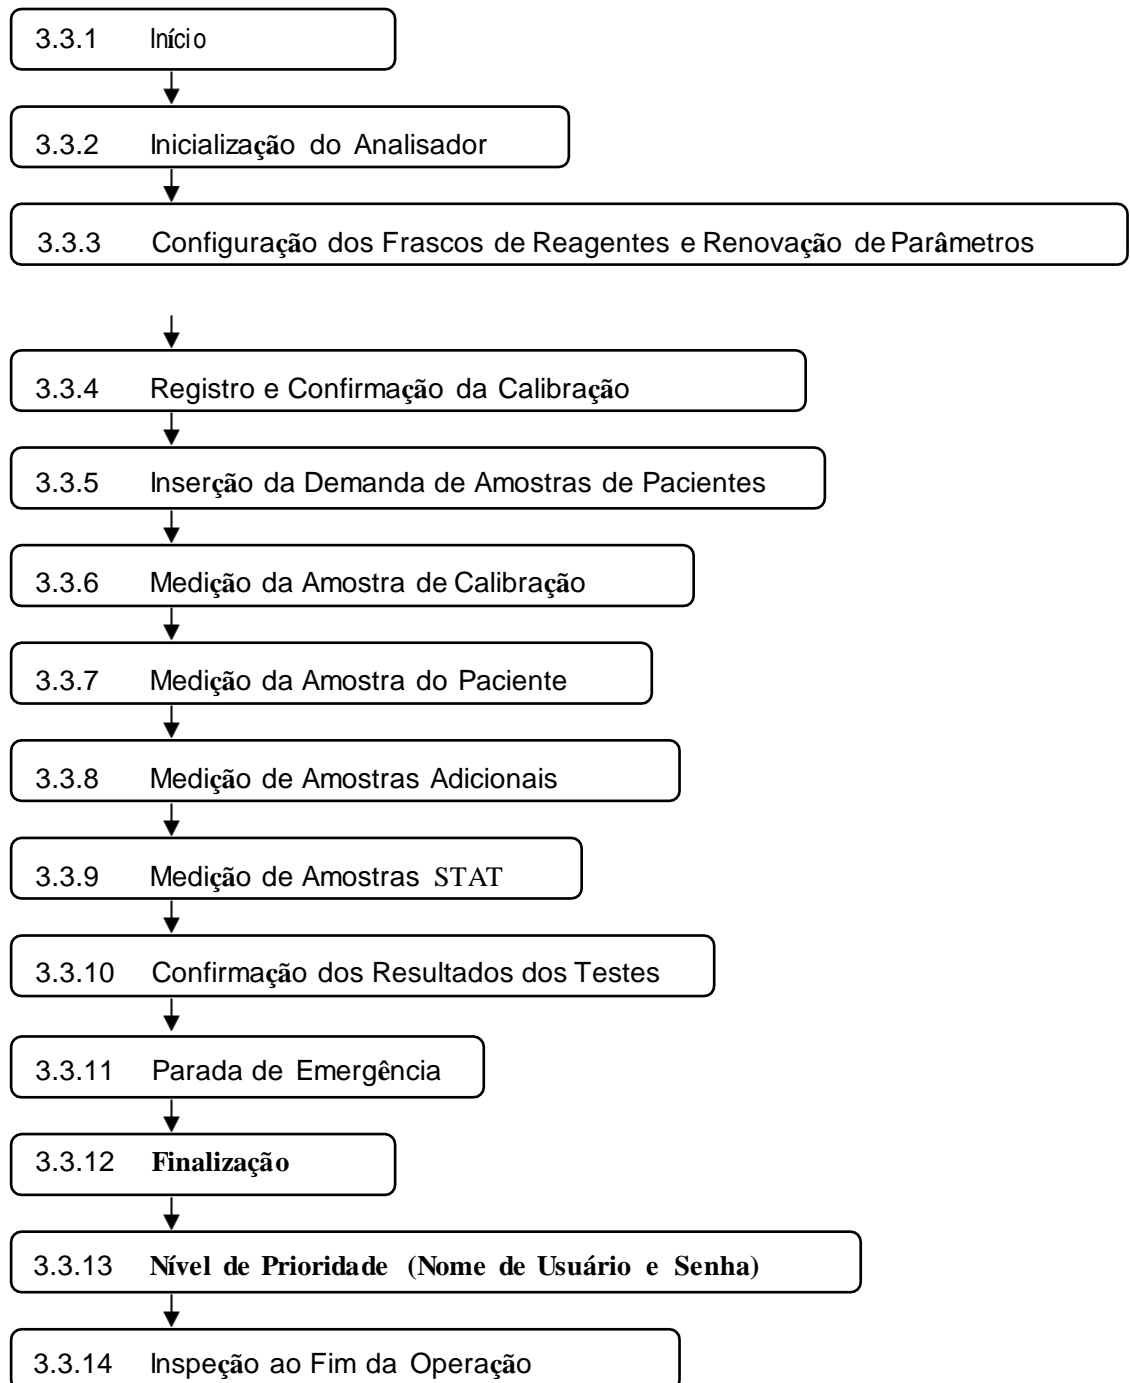 3.3.1 Início
3.3.2 Inicialização do Analisador
3.3.3 Configuração dos Frascos de Reagentes e Renovação de Parâmetros
3.3.4 Registro e Confirmação da Calibração
3.3.5 Inserção da Demanda de Amostras de Pacientes
3.3.6 Medição da Amostra de Calibração
3.3.7 Medição da Amostra do Paciente
3.3.8 Medição de Amostras Adicionais
3.3.9 Medição de Amostras STAT
3.3.10 Confirmação dos Resultados dos Testes
3.3.11 Parada de Emergência
3.3.12 Finalização
3.3.13 Nível de Prioridade (Nome de Usuário e Senha)
3.3.14 Inspeção ao Fim da Operação